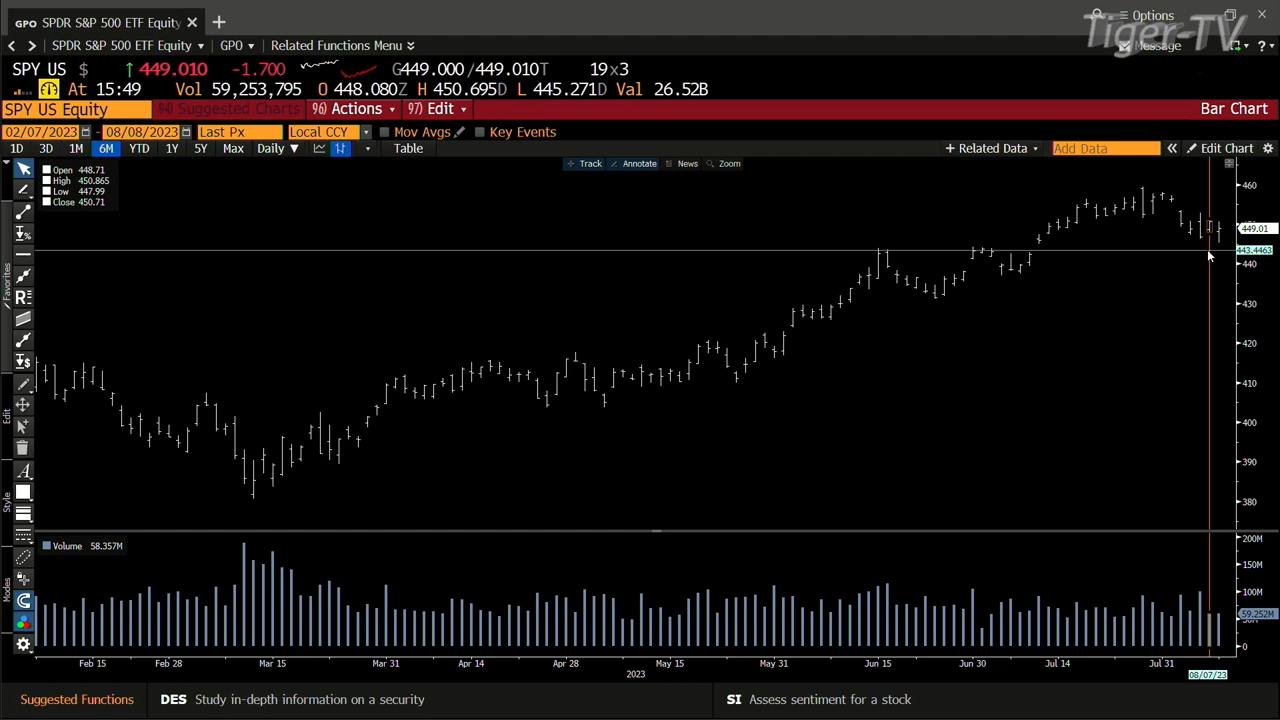 GPO SPDR S&P 500 ETF Equity
Options
Tiger-TV
SPDR S&P 500 ETF Equity GPO Related Functions Menu
Message
SPY US $ ↑ 449.010 -1.700 G449.000/449.010T 19x3
At 15:49 Vol 59,253,795 O 448.080Z H 450.695D L 445.271D Val 26.52B
SPY US Equity 94) Suggested Charts 96) Actions 97) Edit Bar Chart
02/07/2023 - 08/08/2023 Last Px Local CCY Mov Avgs Key Events
1D 3D 1M 6M YTD 1Y 5Y Max Daily ▼ Table + Related Data Add Data « Edit Chart
Track Annotate News Zoom
Open 448.71
High 450.865
Low 447.99
Close 450.71
460
449.01
443.4463
440
430
420
410
400
390
380
Favorites
Edit
Style
Modes
Volume 58.357M
200M
150M
100M
59.252M
0
Feb 15 Feb 28 Mar 15 Mar 31 Apr 14 Apr 28 May 15 May 31 Jun 15 Jun 30 Jul 14 Jul 31
2023
08/07/23
Suggested Functions DES Study in-depth information on a security SI Assess sentiment for a stock